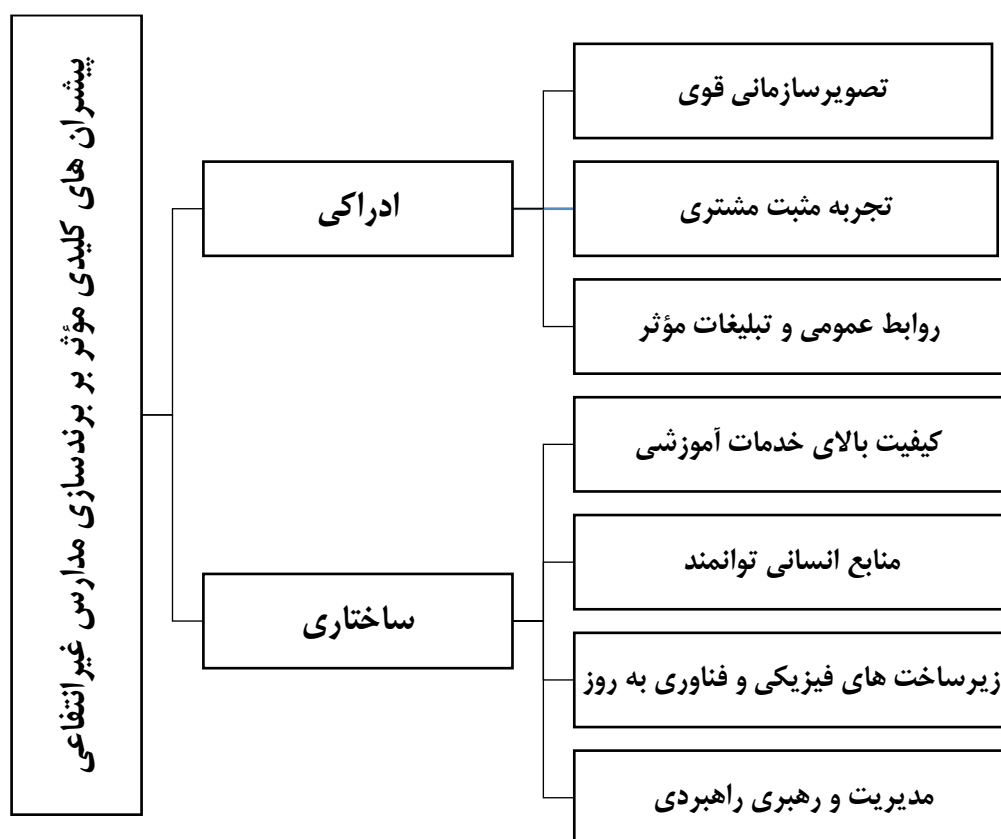 پیشران های کلیدی مؤثر بر برندسازی مدارس غیرانتفاعی
ادراکی
تصویرسازمانی قوی
تجربه مثبت مشتری
روابط عمومی و تبلیغات مؤثر
ساختاری
کیفیت بالای خدمات آموزشی
منابع انسانی توانمند
زیرساخت های فیزیکی و فناوری به روز
مدیریت و رهبری راهبردی